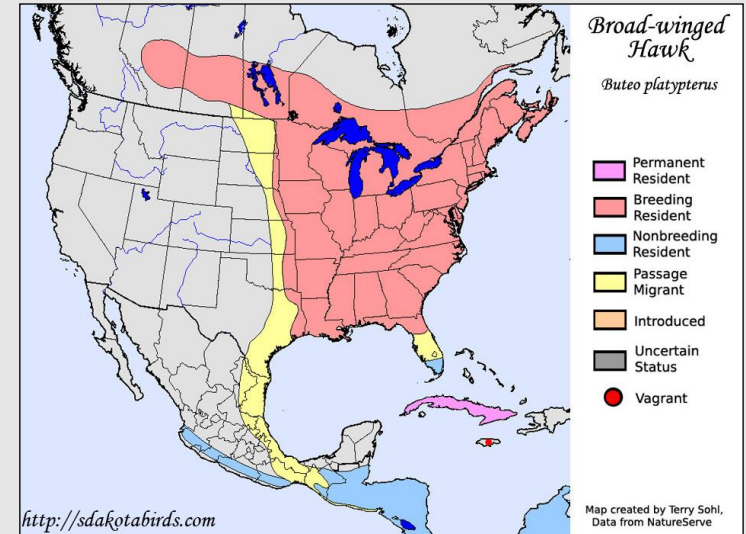 Broad-winged
Hawk
Buteo platypterus
Permanent
Resident
Breeding
Resident
Nonbreeding
Resident
Passage
Migrant
Introduced
Uncertain
Status
Vagrant
http://sdakotabirds.com
Map created by Terry Sohl,
Data from NatureServe